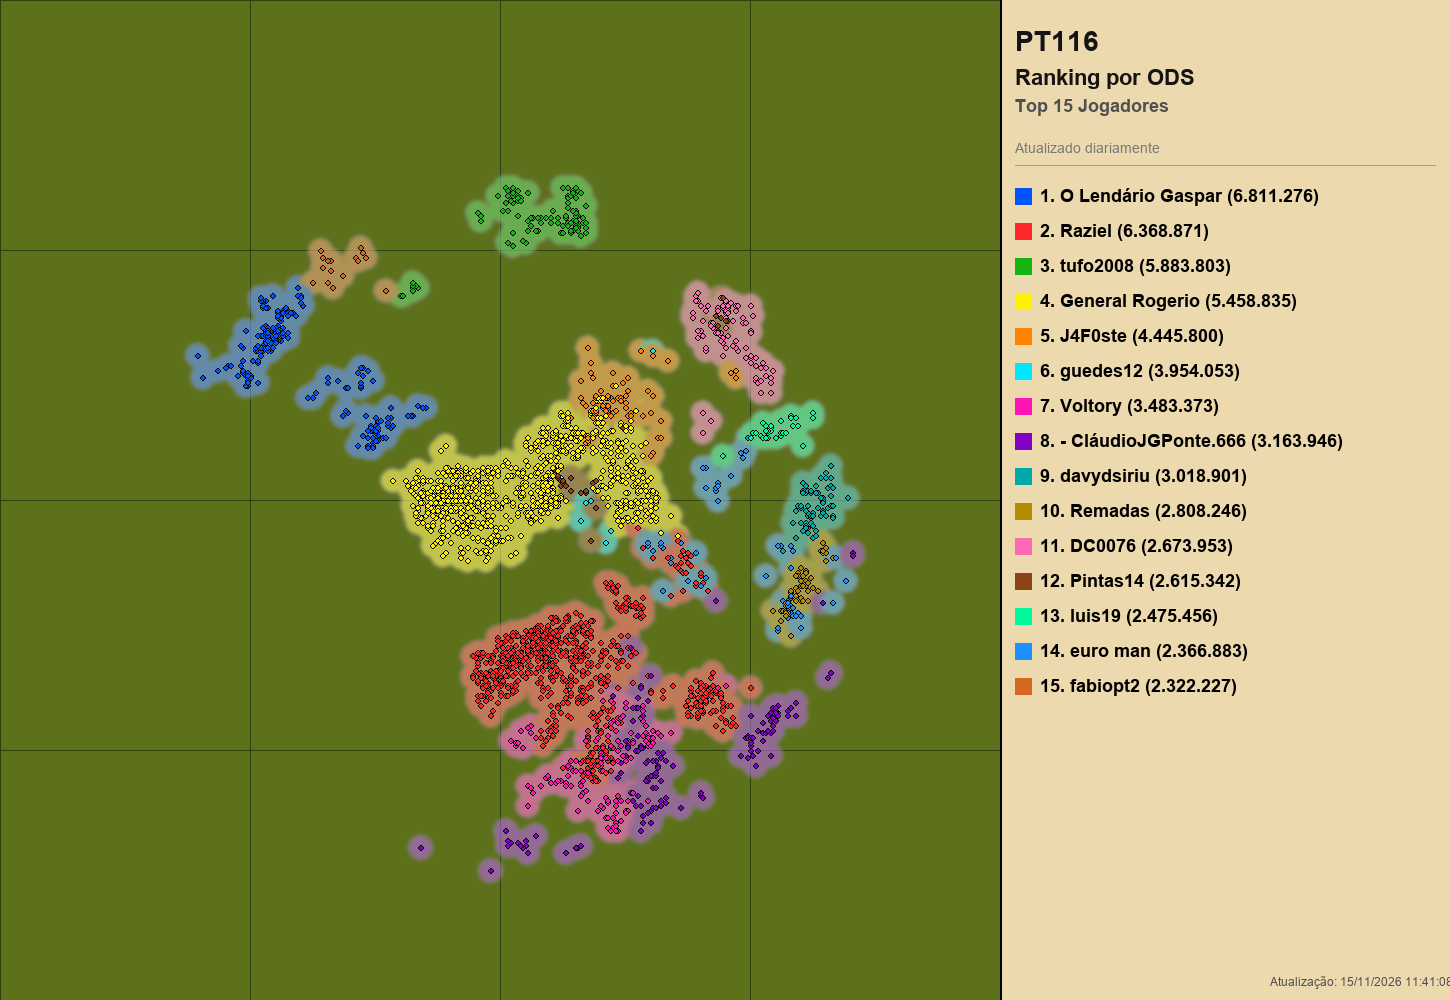 PT116
Ranking por ODS
Top 15 Jogadores
Atualizado diariamente
1. O Lendário Gaspar (6.811.276)
2. Raziel (6.368.871)
3. tufo2008 (5.883.803)
4. General Rogerio (5.458.835)
5. J4F0ste (4.445.800)
6. guedes12 (3.954.053)
7. Voltory (3.483.373)
8. - CláudioJGPonte.666 (3.163.946)
9. davydsiriu (3.018.901)
10. Remadas (2.808.246)
11. DC0076 (2.673.953)
12. Pintas14 (2.615.342)
13. luis19 (2.475.456)
14. euro man (2.366.883)
15. fabiopt2 (2.322.227)
Atualização: 15/11/2026 11:41:08